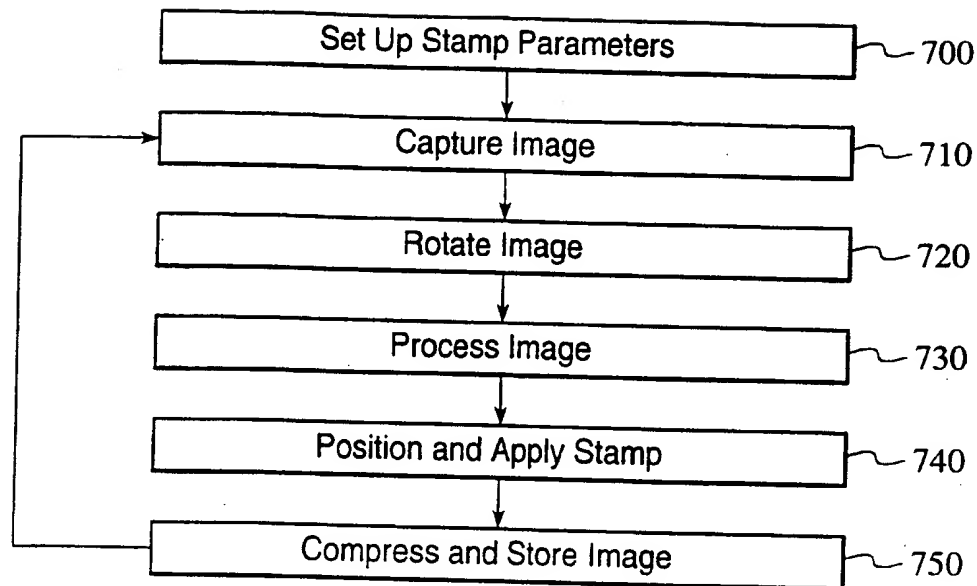 Set Up Stamp Parameters 700
Capture Image 710
Rotate Image 720
Process Image 730
Position and Apply Stamp 740
Compress and Store Image 750